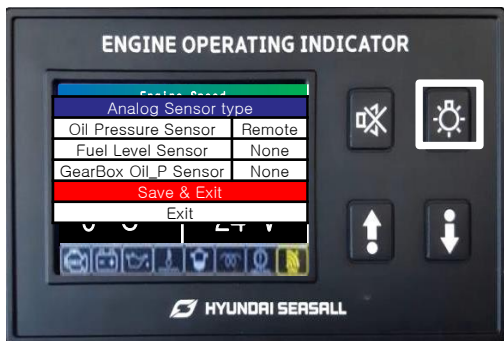 ENGINE OPERATING INDICATOR
Analog Sensor type
Oil Pressure Sensor Remote
Fuel Level Sensor None
GearBox Oil_P Sensor None
Save & Exit
Exit
HYUNDAI SEASALL